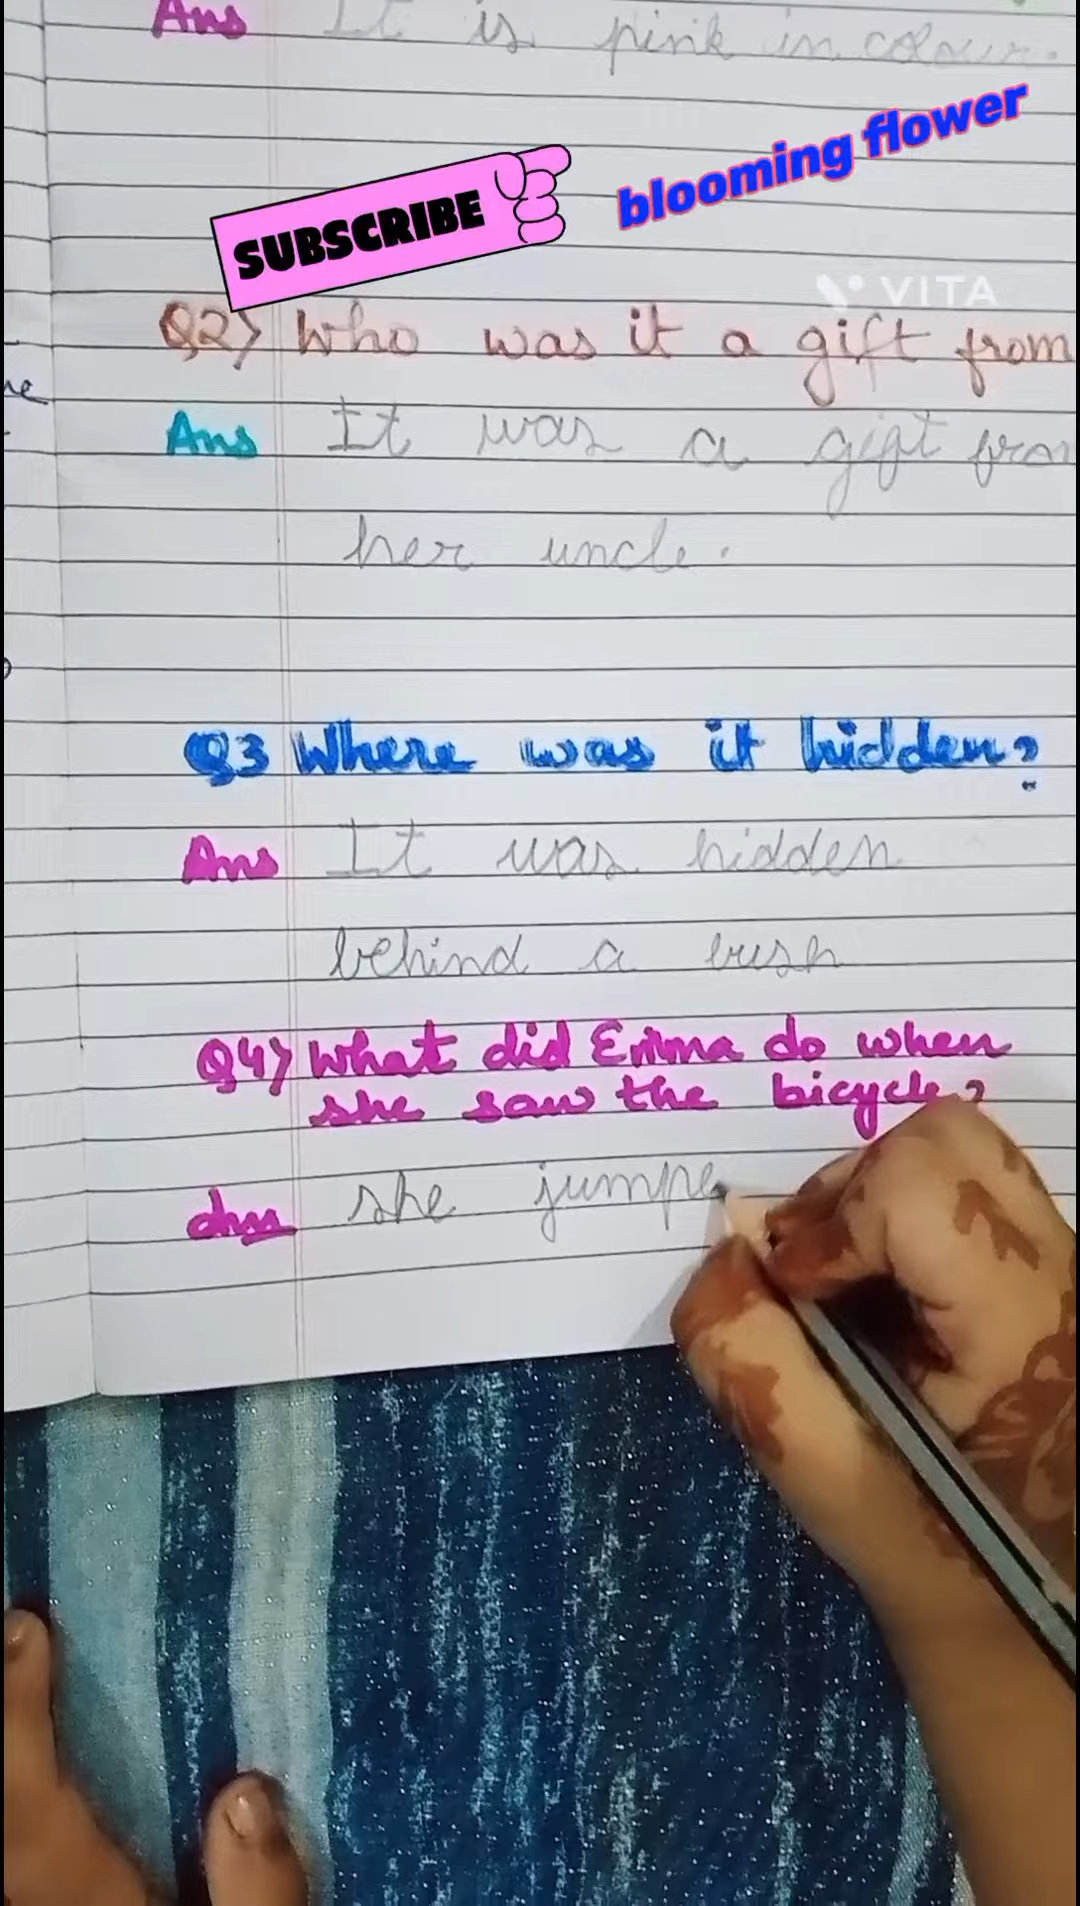 Ans It is pink in colour.
blooming flower
SUBSCRIBE
VITA
Q2> Who was it a gift from
Ans It was a gift from
her uncle.
Q3 Where was it hidden?
Ans It was hidden
behind a bush
Q4> What did Emma do when
she saw the bicycle?
Ans she jumpe